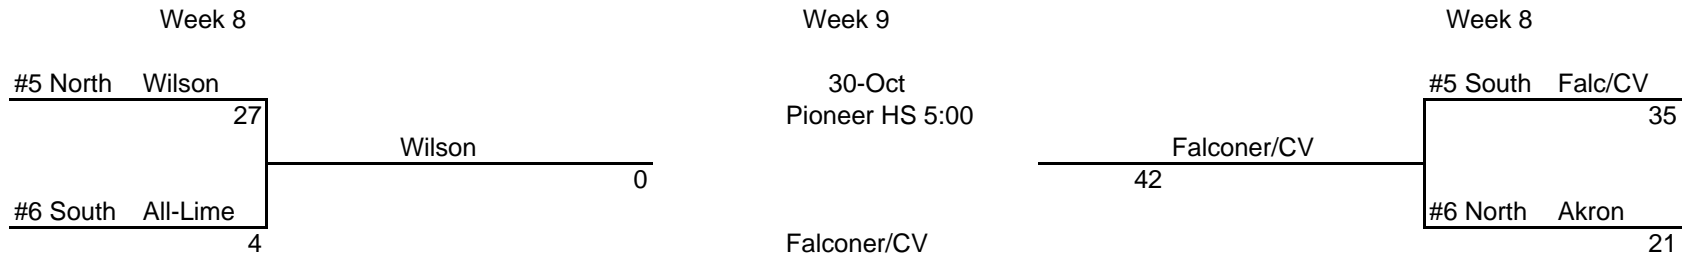 Week 8 Week 9 Week 8
#5 North Wilson 30-Oct #5 South Falc/CV
27 Pioneer HS 5:00 35
Wilson Falconer/CV
0 42
#6 South All-Lime #6 North Akron
4 Falconer/CV 21